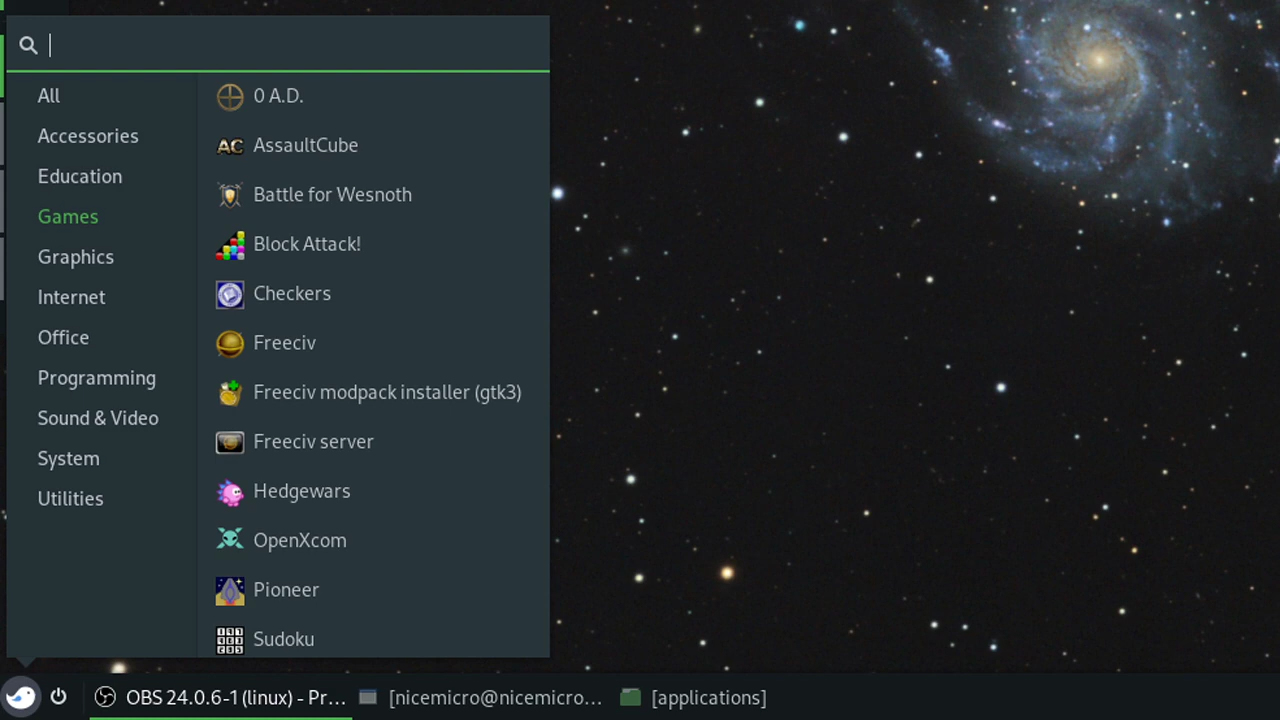 All
Accessories
Education
Games
Graphics
Internet
Office
Programming
Sound & Video
System
Utilities
0 A.D.
AC AssaultCube
Battle for Wesnoth
Block Attack!
Checkers
Freeciv
Freeciv modpack installer (gtk3)
Freeciv server
Hedgewars
OpenXcom
Pioneer
Sudoku
OBS 24.0.6-1 (linux) - Pr... [nicemicro@nicemicro... [applications]